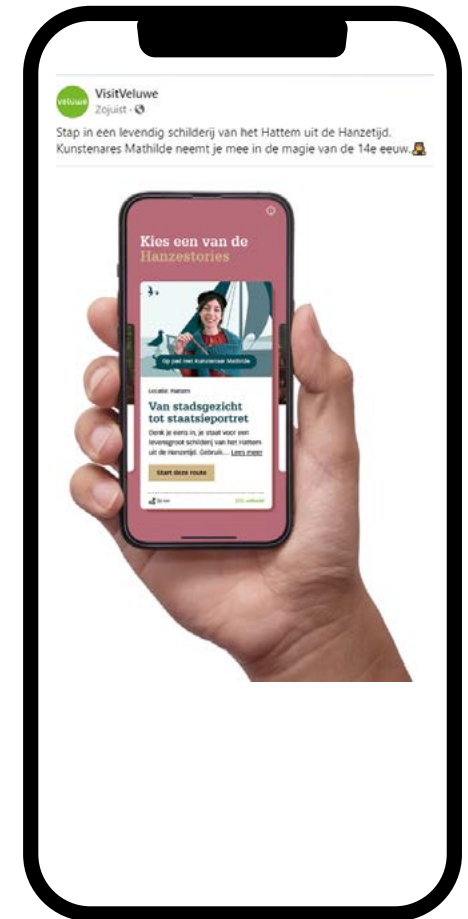 veluwe
VisitVeluwe
Zojuist ·
Stap in een levendig schilderij van het Hattem uit de Hanzetijd.
Kunstenares Mathilde neemt je mee in de magie van de 14e eeuw.
Kies een van de
Hanzestories
Op pad met Kunstenaar Mathilde
Locatie: Hattem
Van stadsgezicht
tot staatsieportret
Denk je eens in, je staat voor een
levensgroot schilderij van het Hattem
uit de Hanzetijd. Gebruik... Lees meer
Start deze route